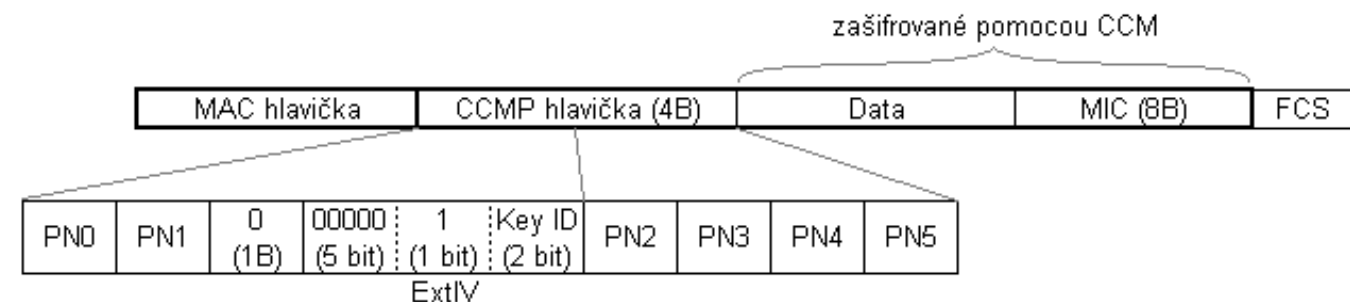 zašifrované pomocou CCM
MAC hlavička CCMP hlavička (4B) Data MIC (8B) FCS
PN0 PN1 0 (1B) 00000 (5 bit) 1 (1 bit) Key ID (2 bit) PN2 PN3 PN4 PN5
ExtIV